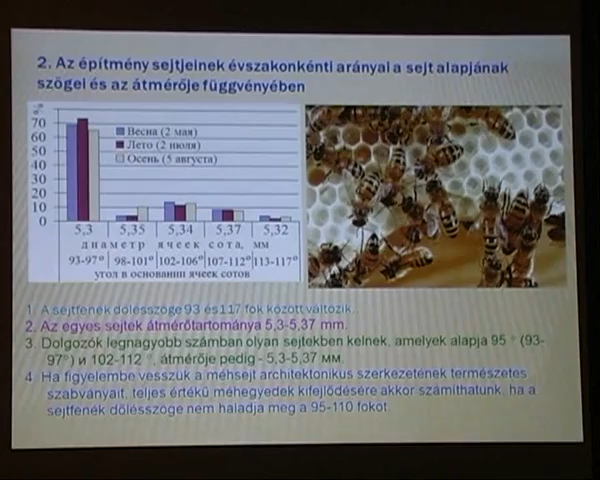 2. Az építmény sejtjeinek évszakonkénti arányai a sejt alapjának
szögei és az átmérője függvényében
%
70
60
50
40
30
20
10
0
Весна (2 мая)
Лето (2 июля)
Осень (5 августа)
5,3 5,35 5,34 5,37 5,32
диаметр ячеек сота, мм
93-97° 98-101° 102-106° 107-112° 113-117°
угол в основании ячеек сотов
1. A sejtfenék dőlésszöge 93 és117 fok között változik.
2. Az egyes sejtek átmérőtartománya 5,3-5,37 mm.
3. Dolgozók legnagyobb számban olyan sejtekben kelnek, amelyek alapja 95 ° (93-
97°) и 102-112 °, átmérője pedig - 5,3-5,37 мм.
4. Ha figyelembe vesszük a méhsejt architektonikus szerkezetének természetes
szabványait, teljes értékű méhegyedek kifejlődésére akkor számíthatunk, ha a
sejtfenék dőlésszöge nem haladja meg a 95-110 fokot.